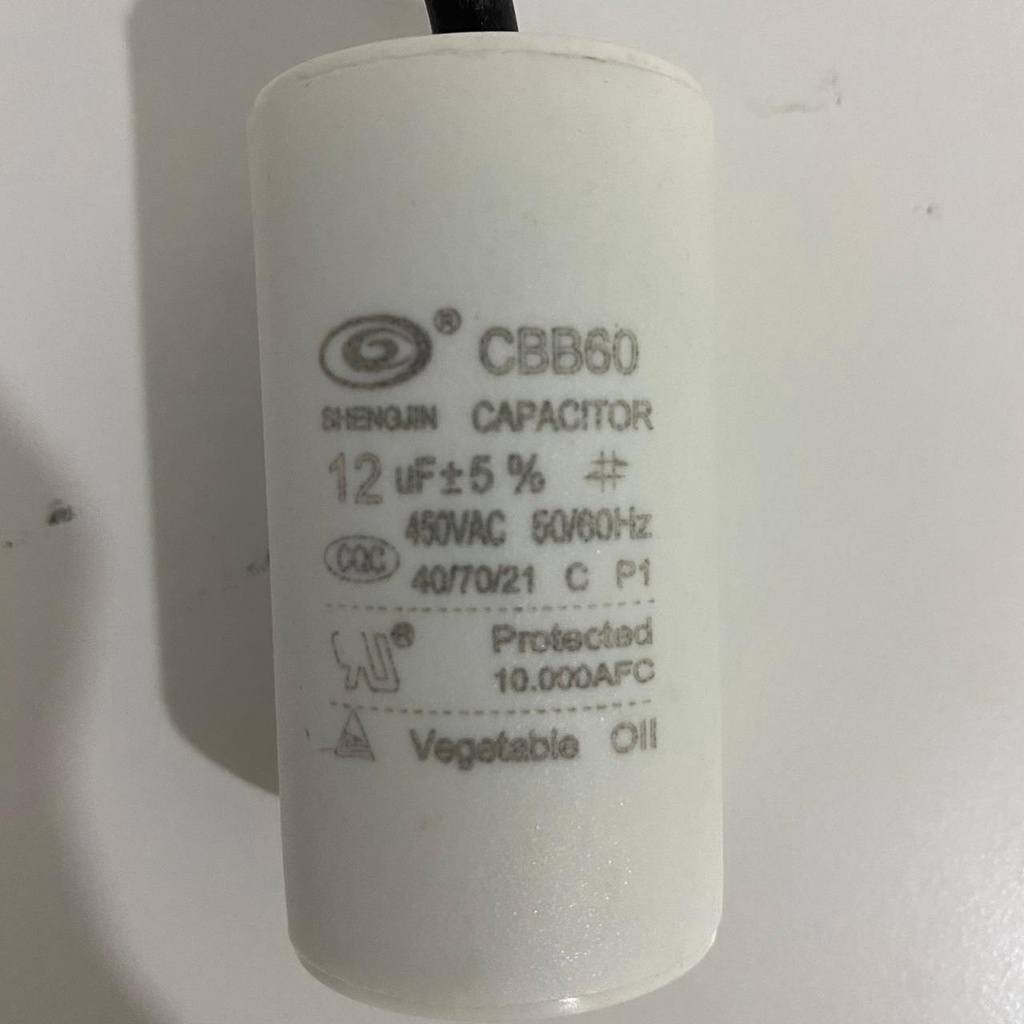 ® CBB60
SHENGJIN CAPACITOR
12 uF±5% #
450VAC 50/60Hz
CQC
40/70/21 C P1
® Protected
10.000AFC
Vegetable Oil